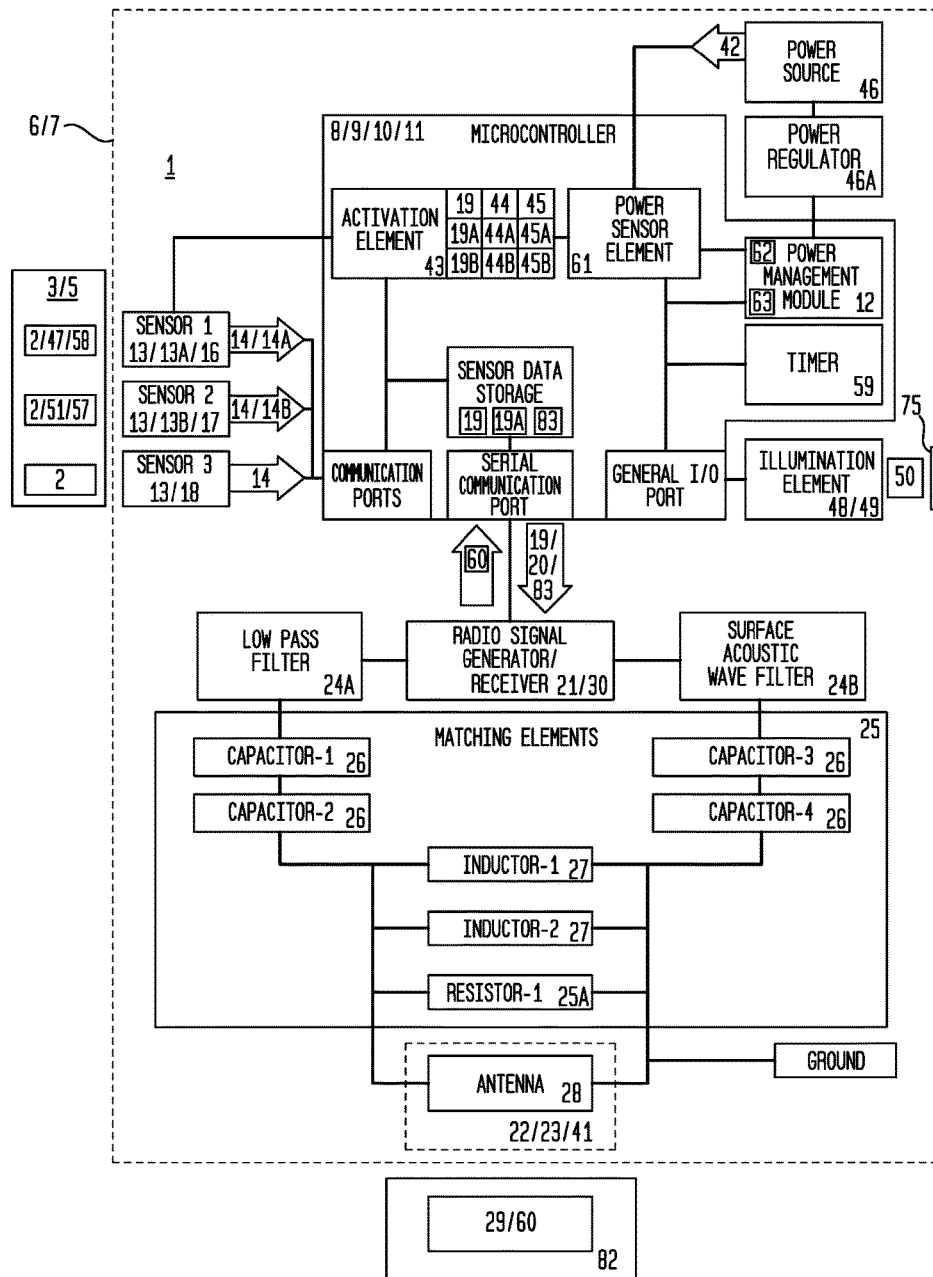 42
POWER
SOURCE
46
6/7
1
8/9/10/11
MICROCONTROLLER
POWER
REGULATOR
46A
ACTIVATION
ELEMENT
43
19 44 45
19A 44A 45A
19B 44B 45B
POWER
SENSOR
ELEMENT
61
62 POWER
MANAGEMENT
63 MODULE 12
3/5
2/47/58
2/51/57
2
SENSOR 1
13/13A/16
14/14A
SENSOR 2
13/13B/17
14/14B
SENSOR 3
13/18
14
SENSOR DATA
STORAGE
19 19A 83
TIMER
59
75
COMMUNICATION
PORTS
SERIAL
COMMUNICATION
PORT
GENERAL I/O
PORT
ILLUMINATION
ELEMENT
48/49
50
60
19/
20/
83
LOW PASS
FILTER
24A
RADIO SIGNAL
GENERATOR/
RECEIVER 21/30
SURFACE
ACOUSTIC
WAVE FILTER
24B
25
MATCHING ELEMENTS
CAPACITOR-1 26
CAPACITOR-3 26
CAPACITOR-2 26
CAPACITOR-4 26
INDUCTOR-1 27
INDUCTOR-2 27
RESISTOR-1 25A
GROUND
ANTENNA 28
22/23/41
29/60
82